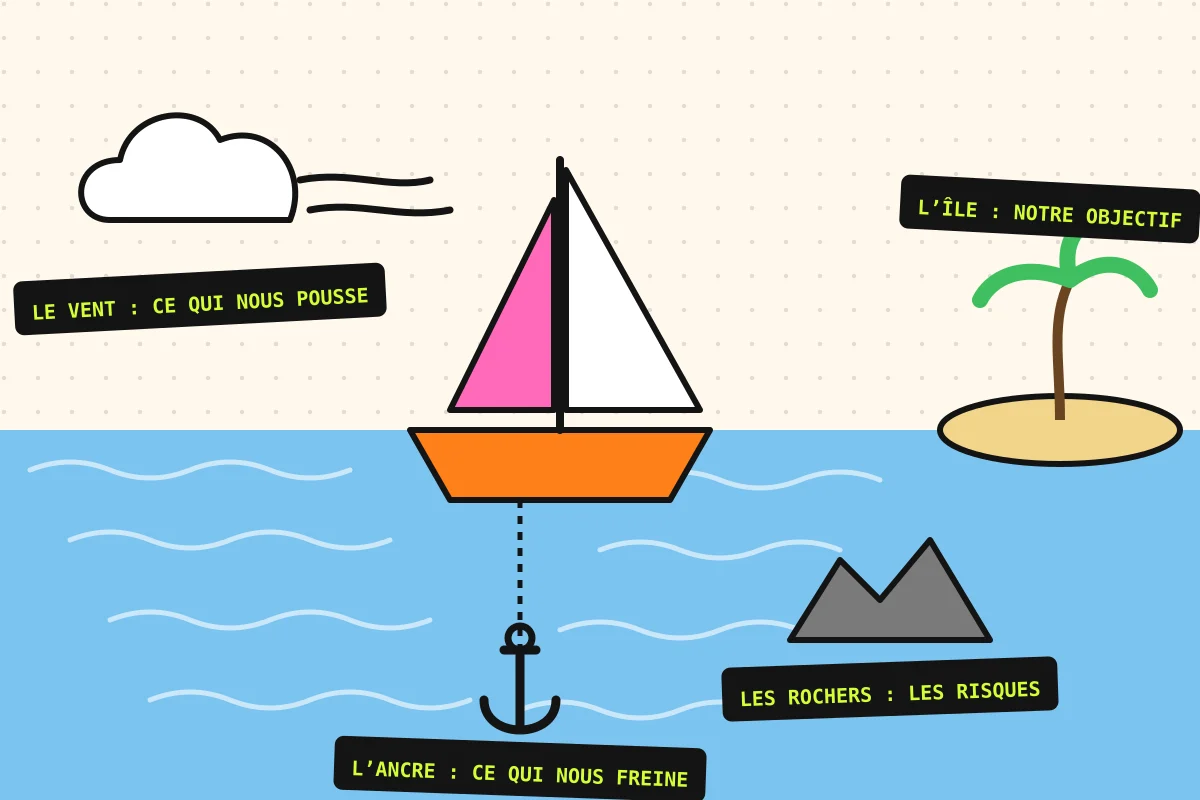 L’ÎLE : NOTRE OBJECTIF
LE VENT : CE QUI NOUS POUSSE
LES ROCHERS : LES RISQUES
L’ANCRE : CE QUI NOUS FREINE